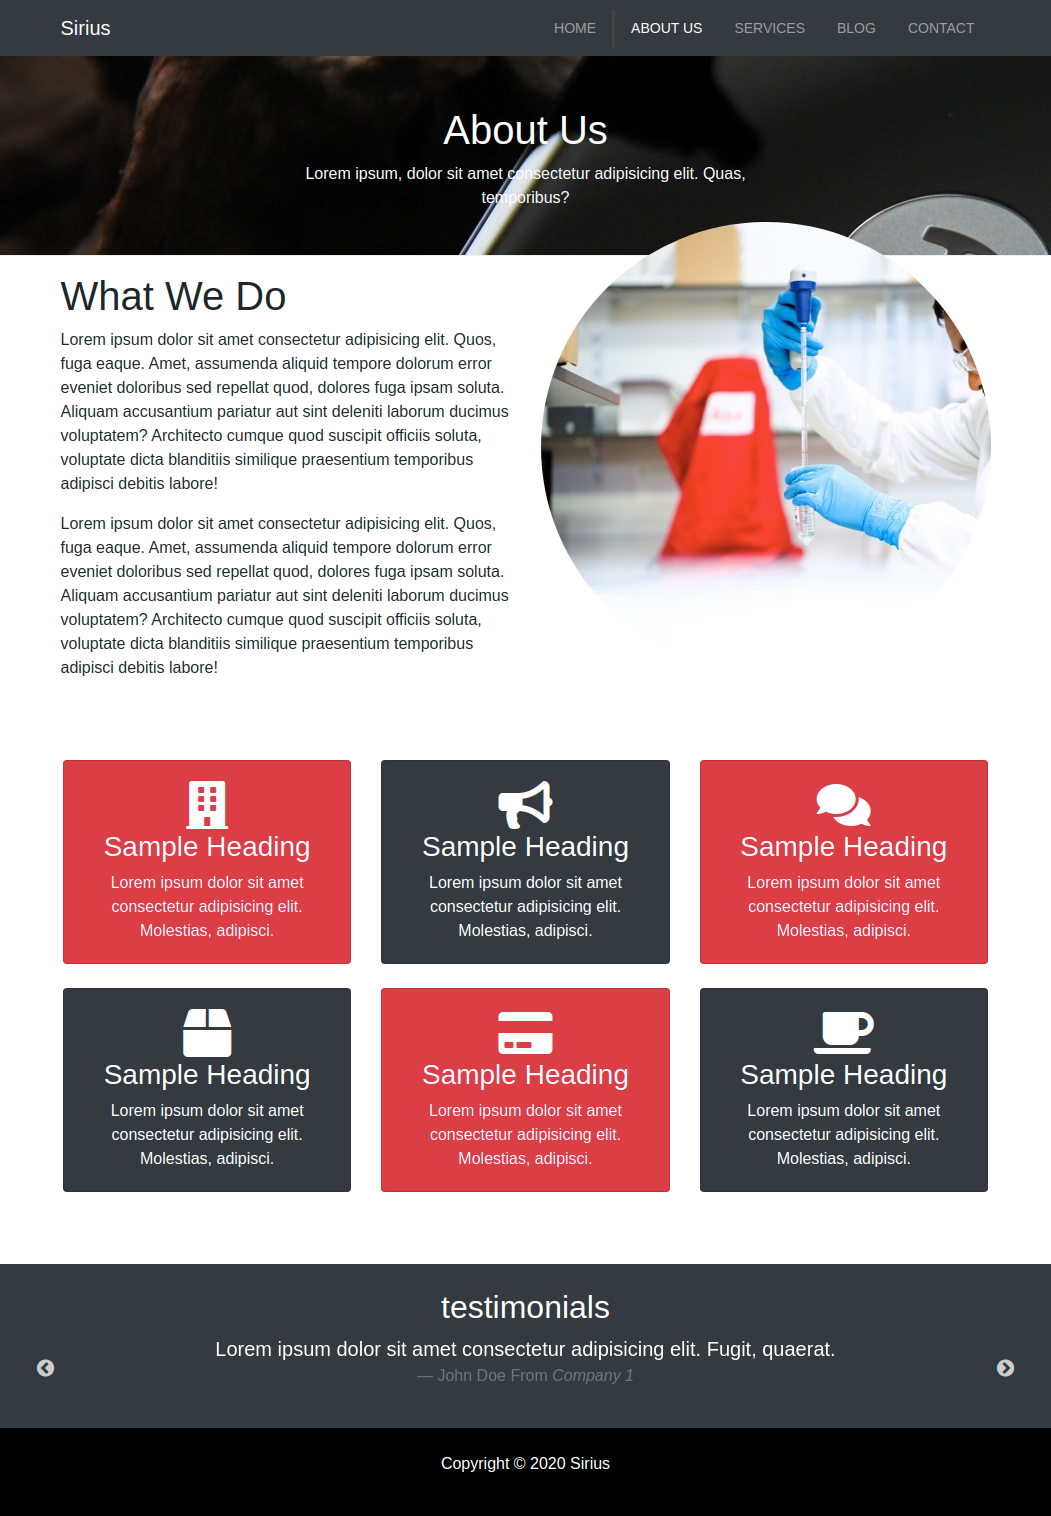 Sirius
HOME
ABOUT US
SERVICES
BLOG
CONTACT
About Us
Lorem ipsum, dolor sit amet consectetur adipisicing elit. Quas,
temporibus?
What We Do
Lorem ipsum dolor sit amet consectetur adipisicing elit. Quos,
fuga eaque. Amet, assumenda aliquid tempore dolorum error
eveniet doloribus sed repellat quod, dolores fuga ipsam soluta.
Aliquam accusantium pariatur aut sint deleniti laborum ducimus
voluptatem? Architecto cumque quod suscipit officiis soluta,
voluptate dicta blanditiis similique praesentium temporibus
adipisci debitis labore!
Lorem ipsum dolor sit amet consectetur adipisicing elit. Quos,
fuga eaque. Amet, assumenda aliquid tempore dolorum error
eveniet doloribus sed repellat quod, dolores fuga ipsam soluta.
Aliquam accusantium pariatur aut sint deleniti laborum ducimus
voluptatem? Architecto cumque quod suscipit officiis soluta,
voluptate dicta blanditiis similique praesentium temporibus
adipisci debitis labore!
Sample Heading
Lorem ipsum dolor sit amet
consectetur adipisicing elit.
Molestias, adipisci.
Sample Heading
Lorem ipsum dolor sit amet
consectetur adipisicing elit.
Molestias, adipisci.
Sample Heading
Lorem ipsum dolor sit amet
consectetur adipisicing elit.
Molestias, adipisci.
Sample Heading
Lorem ipsum dolor sit amet
consectetur adipisicing elit.
Molestias, adipisci.
Sample Heading
Lorem ipsum dolor sit amet
consectetur adipisicing elit.
Molestias, adipisci.
Sample Heading
Lorem ipsum dolor sit amet
consectetur adipisicing elit.
Molestias, adipisci.
testimonials
Lorem ipsum dolor sit amet consectetur adipisicing elit. Fugit, quaerat.
— John Doe From Company 1
Copyright © 2020 Sirius